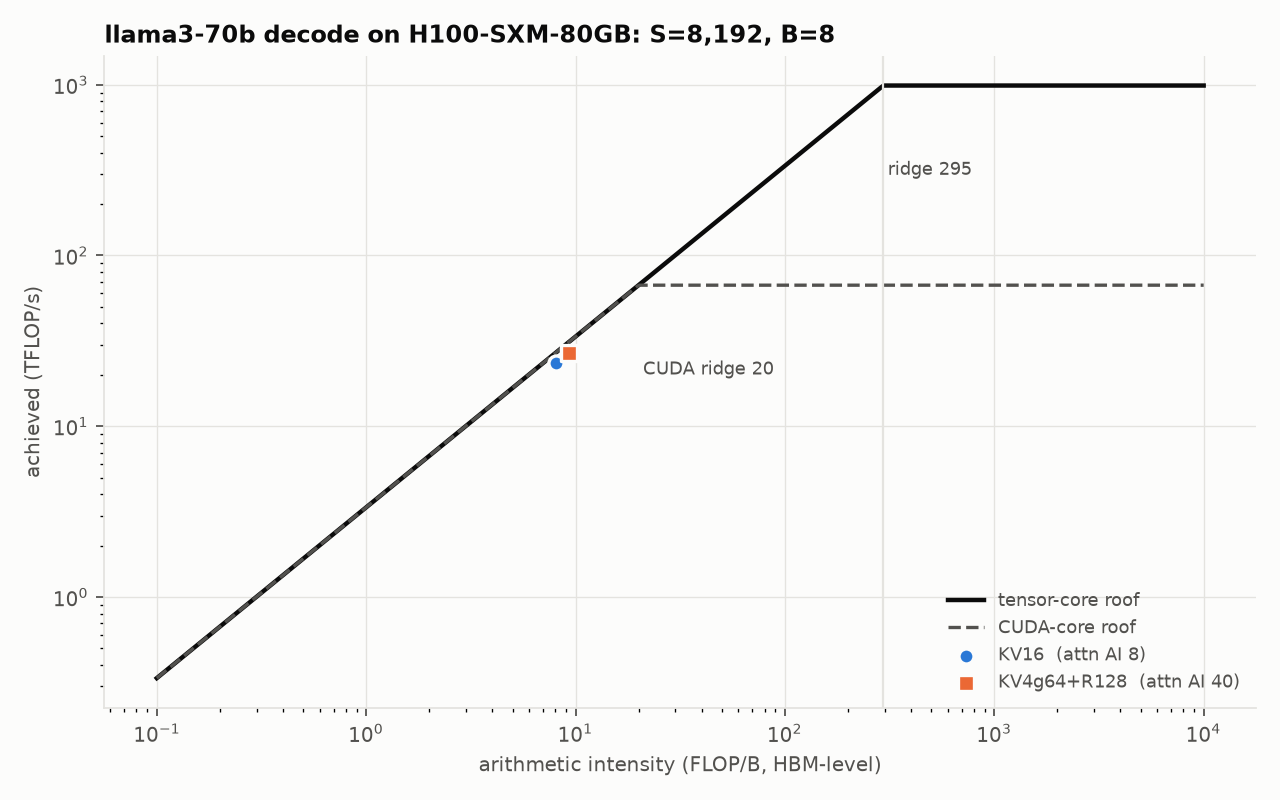 llama3-70b decode on H100-SXM-80GB: S=8,192, B=8
achieved (TFLOP/s)
10³
10²
10¹
10⁰
ridge 295
CUDA ridge 20
tensor-core roof
CUDA-core roof
KV16 (attn AI 8)
KV4g64+R128 (attn AI 40)
10⁻¹ 10⁰ 10¹ 10² 10³ 10⁴
arithmetic intensity (FLOP/B, HBM-level)